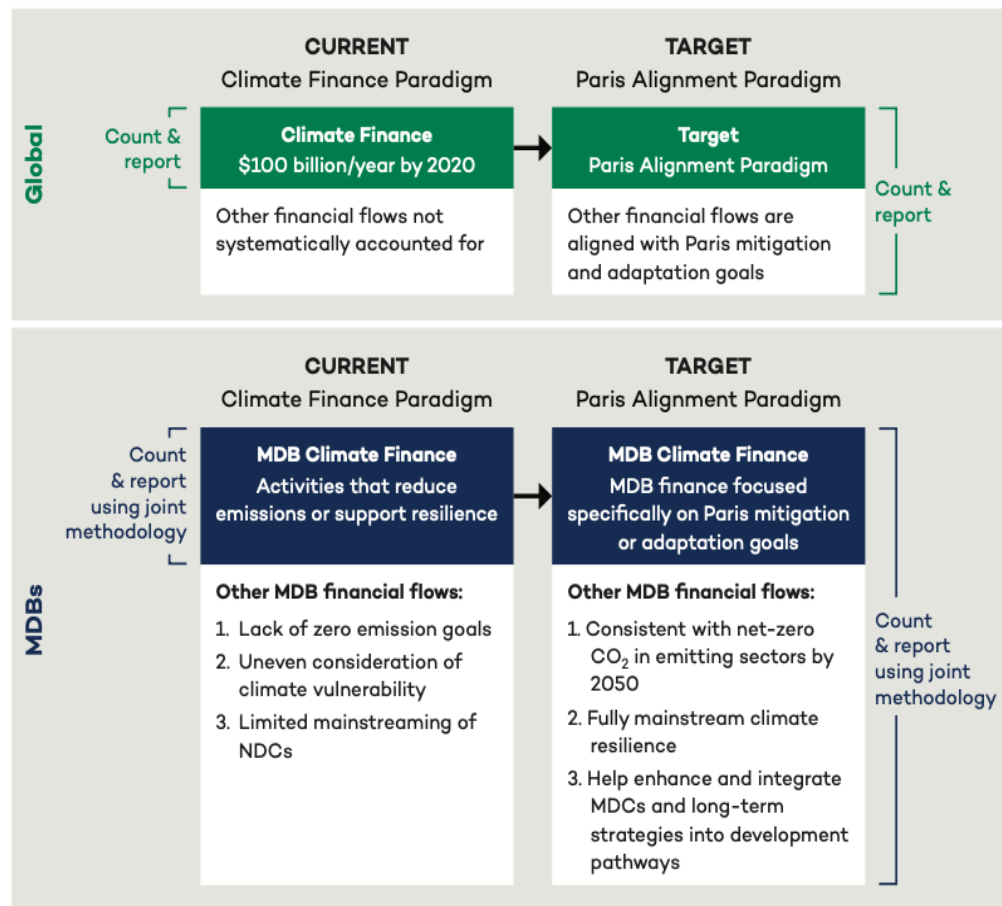 CURRENT
Climate Finance Paradigm
TARGET
Paris Alignment Paradigm
Global
Count &
report
Climate Finance
$100 billion/year by 2020
Other financial flows not
systematically accounted for
Target
Paris Alignment Paradigm
Other financial flows are
aligned with Paris mitigation
and adaptation goals
Count &
report
CURRENT
Climate Finance Paradigm
TARGET
Paris Alignment Paradigm
MDBs
Count
& report
using joint
methodology
MDB Climate Finance
Activities that reduce
emissions or support resilience
Other MDB financial flows:
1. Lack of zero emission goals
2. Uneven consideration of
climate vulnerability
3. Limited mainstreaming of
NDCs
MDB Climate Finance
MDB finance focused
specifically on Paris mitigation
or adaptation goals
Other MDB financial flows:
1. Consistent with net-zero
CO₂ in emitting sectors by
2050
2. Fully mainstream climate
resilience
3. Help enhance and integrate
MDCs and long-term
strategies into development
pathways
Count
& report
using joint
methodology